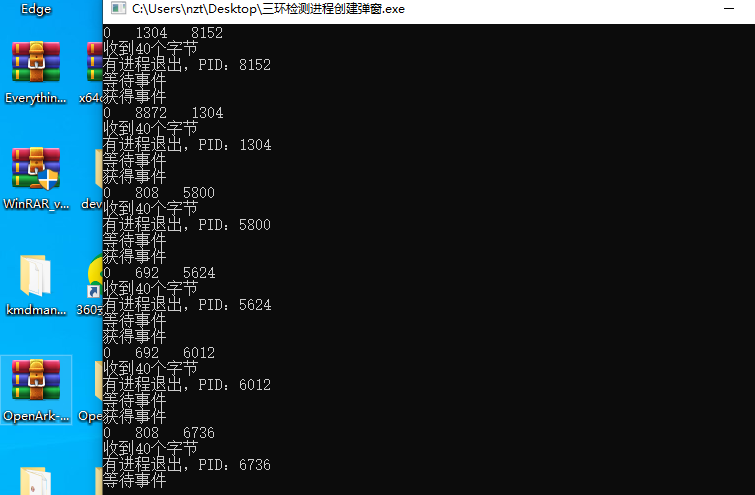 Edge
Everythin...
WinRAR_v...
kmdman...
OpenArk-...
x64
dev
360
Op
C:\Users\nzt\Desktop\三环检测进程创建弹窗.exe
0 1304 8152
收到40个字节
有进程退出，PID：8152
等待事件
获得事件
0 8872 1304
收到40个字节
有进程退出，PID：1304
等待事件
获得事件
0 808 5800
收到40个字节
有进程退出，PID：5800
等待事件
获得事件
0 692 5624
收到40个字节
有进程退出，PID：5624
等待事件
获得事件
0 692 6012
收到40个字节
有进程退出，PID：6012
等待事件
获得事件
0 808 6736
收到40个字节
有进程退出，PID：6736
等待事件